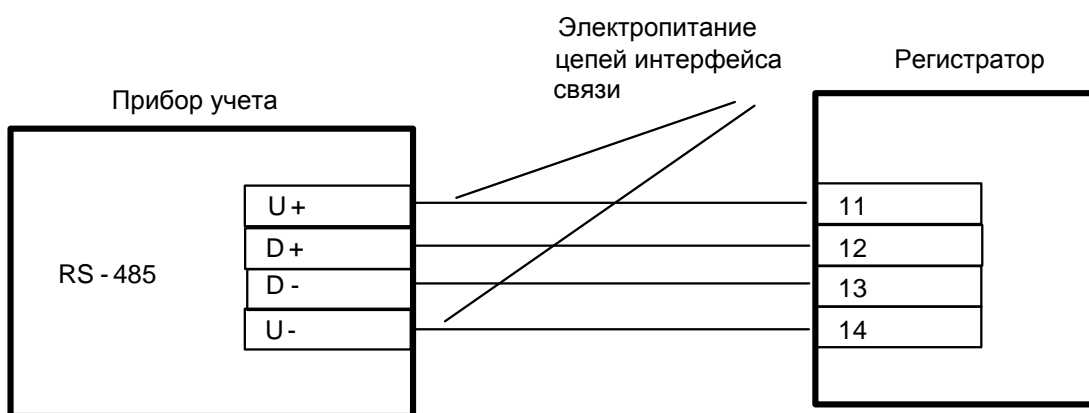 Электропитание
цепей интерфейса
связи
Регистратор
Прибор учета
U +
11
D +
12
RS - 485
D -
13
U -
14